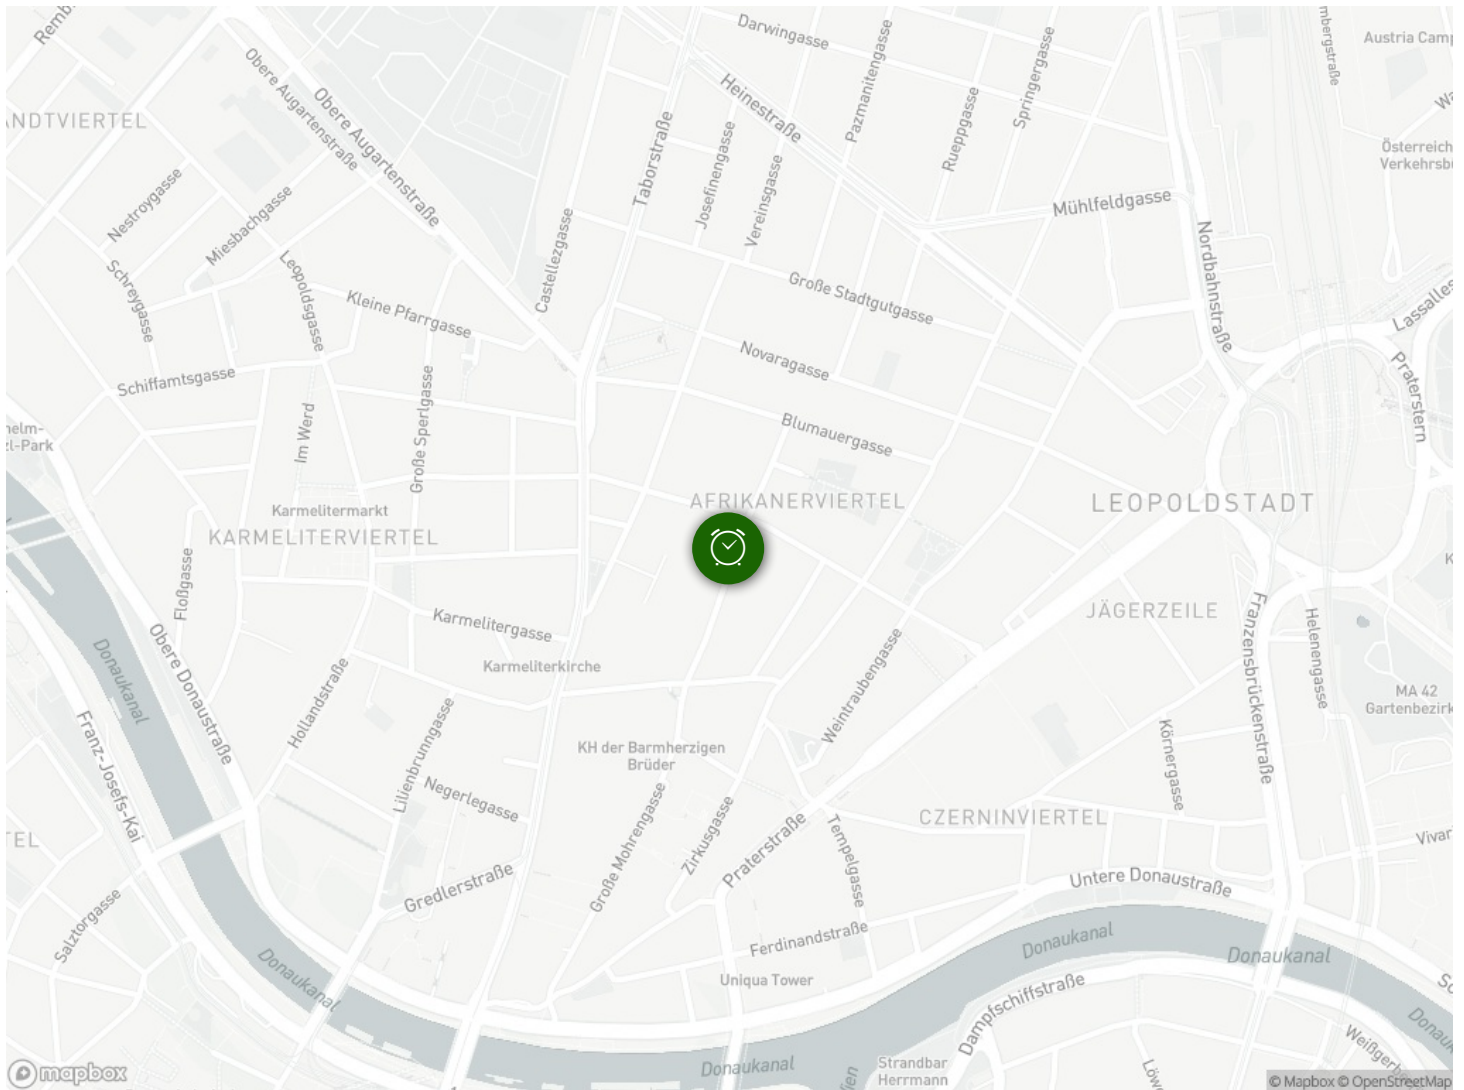 Darwingasse
Heinestraße
Pazmanitengasse
Springergasse
Rueppgasse
Austria Camp
Österreich
Verkehrsbü
Obere Augartenstraße
Obere Augartenstraße
Taborstraße
Josefinengasse
Vereinsgasse
Mühlfeldgasse
Nordbahnstraße
Nestroygasse
Miesbachgasse
Schreygasse
Leopoldsgasse
Castellezgasse
Kleine Pfarrgasse
Große Stadtgutgasse
Novaragasse
Praterstern
Schiffamtsgasse
Große Sperlgasse
Im Werd
Blumauergasse
Karmelitermarkt
KARMELITERVIERTEL
AFRIKANERVIERTEL
LEOPOLDSTADT
Floßgasse
Karmelitergasse
Karmeliterkirche
JÄGERZEILE
Franzensbrückenstraße
Helenengasse
MA 42
Gartenbezirk
Donaukanal
Obere Donaustraße
Hollandstraße
Weintraubengasse
Franz-Josefs-Kai
Lilienbrunngasse
KH der Barmherzigen
Brüder
Körnergasse
Negerlegasse
Große Mohrengasse
Zirkusgasse
Praterstraße
Tempelgasse
CZERNINVIERTEL
Gredlerstraße
Untere Donaustraße
Salztorgasse
Ferdinandstraße
Donaukanal
Donaukanal
Donaukanal
Uniqua Tower
Dampfschiffstraße
Donaukanal
Strandbar
Herrmann
mapbox
© Mapbox © OpenStreetMap